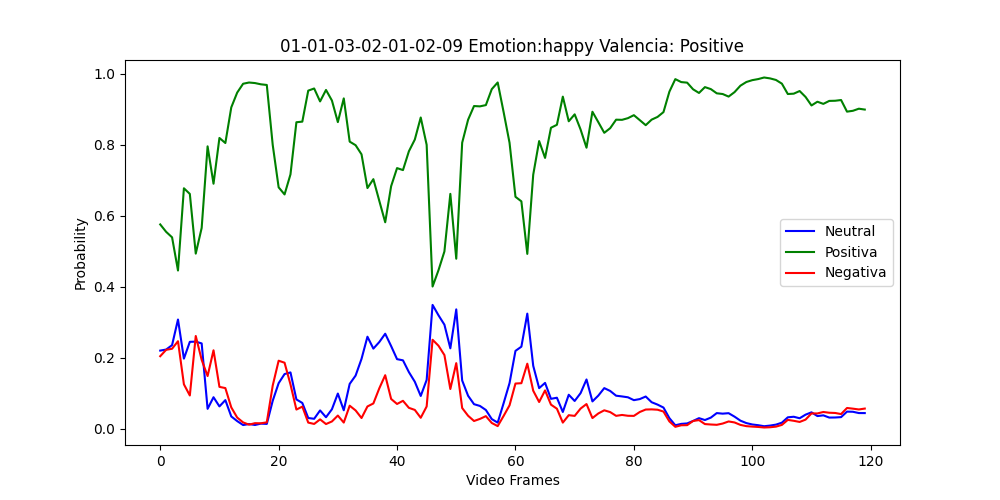 01-01-03-02-01-02-09 Emotion:happy Valencia: Positive
1.0
0.8
0.6
0.4
0.2
0.0
Probability
Neutral
Positiva
Negativa
0 20 40 60 80 100 120
Video Frames